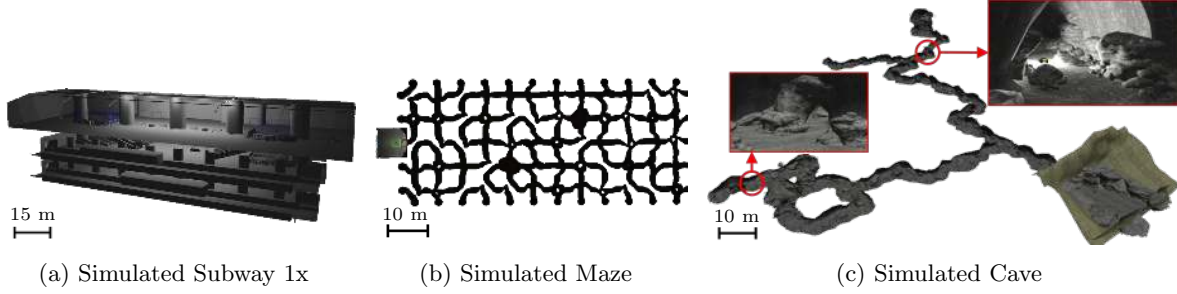 15 m
10 m
10 m
(a) Simulated Subway 1x
(b) Simulated Maze
(c) Simulated Cave